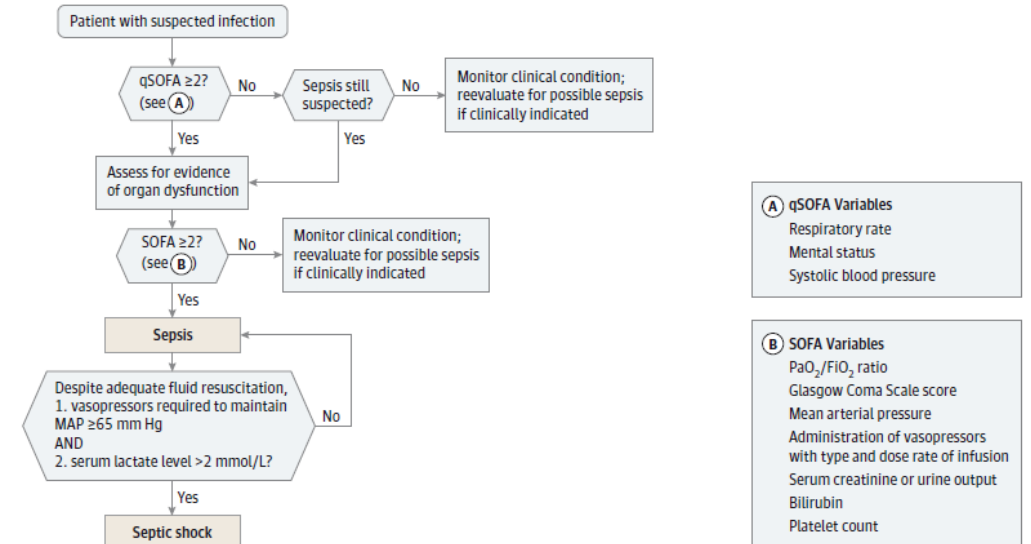 Patient with suspected infection
qSOFA ≥2?
(see Ⓐ)
No
Sepsis still
suspected?
No
Monitor clinical condition;
reevaluate for possible sepsis
if clinically indicated
Yes
Yes
Assess for evidence
of organ dysfunction
SOFA ≥2?
(see Ⓑ)
No
Monitor clinical condition;
reevaluate for possible sepsis
if clinically indicated
Yes
Sepsis
Despite adequate fluid resuscitation,
1. vasopressors required to maintain
MAP ≥65 mm Hg
AND
2. serum lactate level >2 mmol/L?
No
Yes
Septic shock
Ⓐ qSOFA Variables
Respiratory rate
Mental status
Systolic blood pressure
Ⓑ SOFA Variables
PaO₂/FiO₂ ratio
Glasgow Coma Scale score
Mean arterial pressure
Administration of vasopressors
with type and dose rate of infusion
Serum creatinine or urine output
Bilirubin
Platelet count